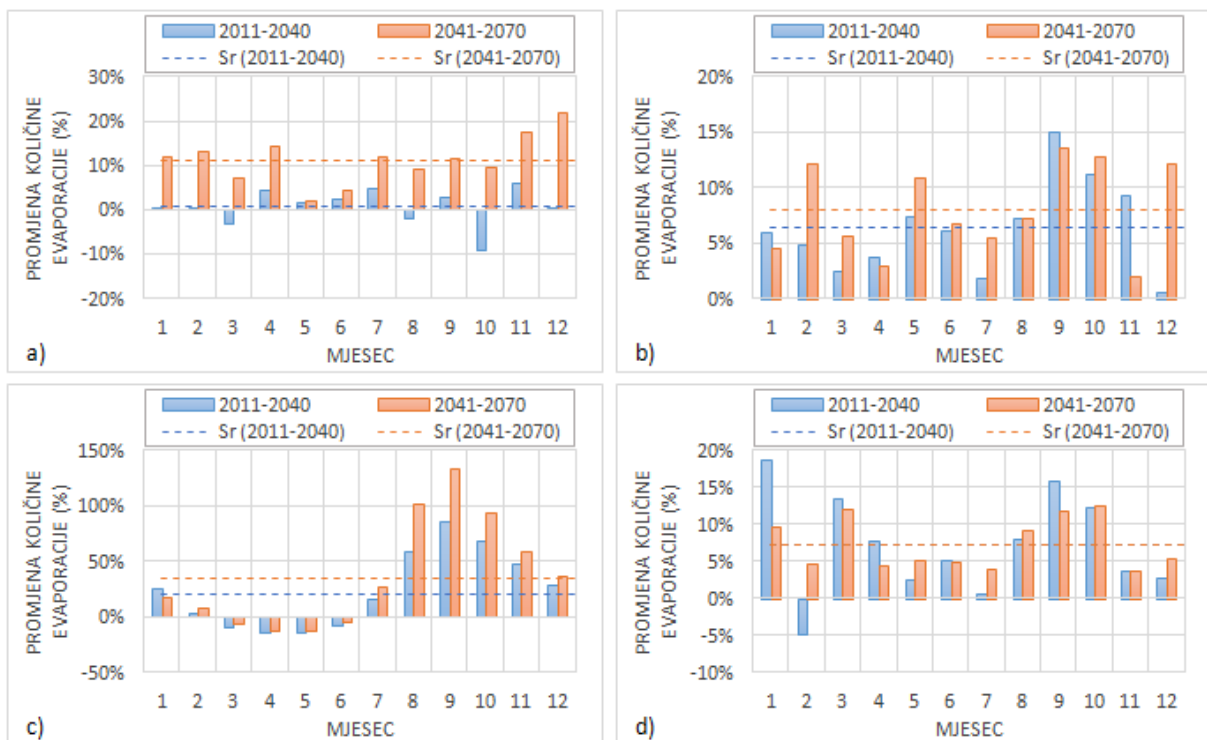 2011-2040 2041-2070
Sr (2011-2040) Sr (2041-2070)
PROMJENA KOLIČINE
EVAPORACIJE (%)
30%
20%
10%
0%
-10%
-20%
1 2 3 4 5 6 7 8 9 10 11 12
MJESEC
a)
2011-2040 2041-2070
Sr (2011-2040) Sr (2041-2070)
PROMJENA KOLIČINE
EVAPORACIJE (%)
20%
15%
10%
5%
0%
1 2 3 4 5 6 7 8 9 10 11 12
MJESEC
b)
2011-2040 2041-2070
Sr (2011-2040) Sr (2041-2070)
PROMJENA KOLIČINE
EVAPORACIJE (%)
150%
100%
50%
0%
-50%
1 2 3 4 5 6 7 8 9 10 11 12
MJESEC
c)
2011-2040 2041-2070
Sr (2011-2040) Sr (2041-2070)
PROMJENA KOLIČINE
EVAPORACIJE (%)
20%
15%
10%
5%
0%
-5%
-10%
1 2 3 4 5 6 7 8 9 10 11 12
MJESEC
d)